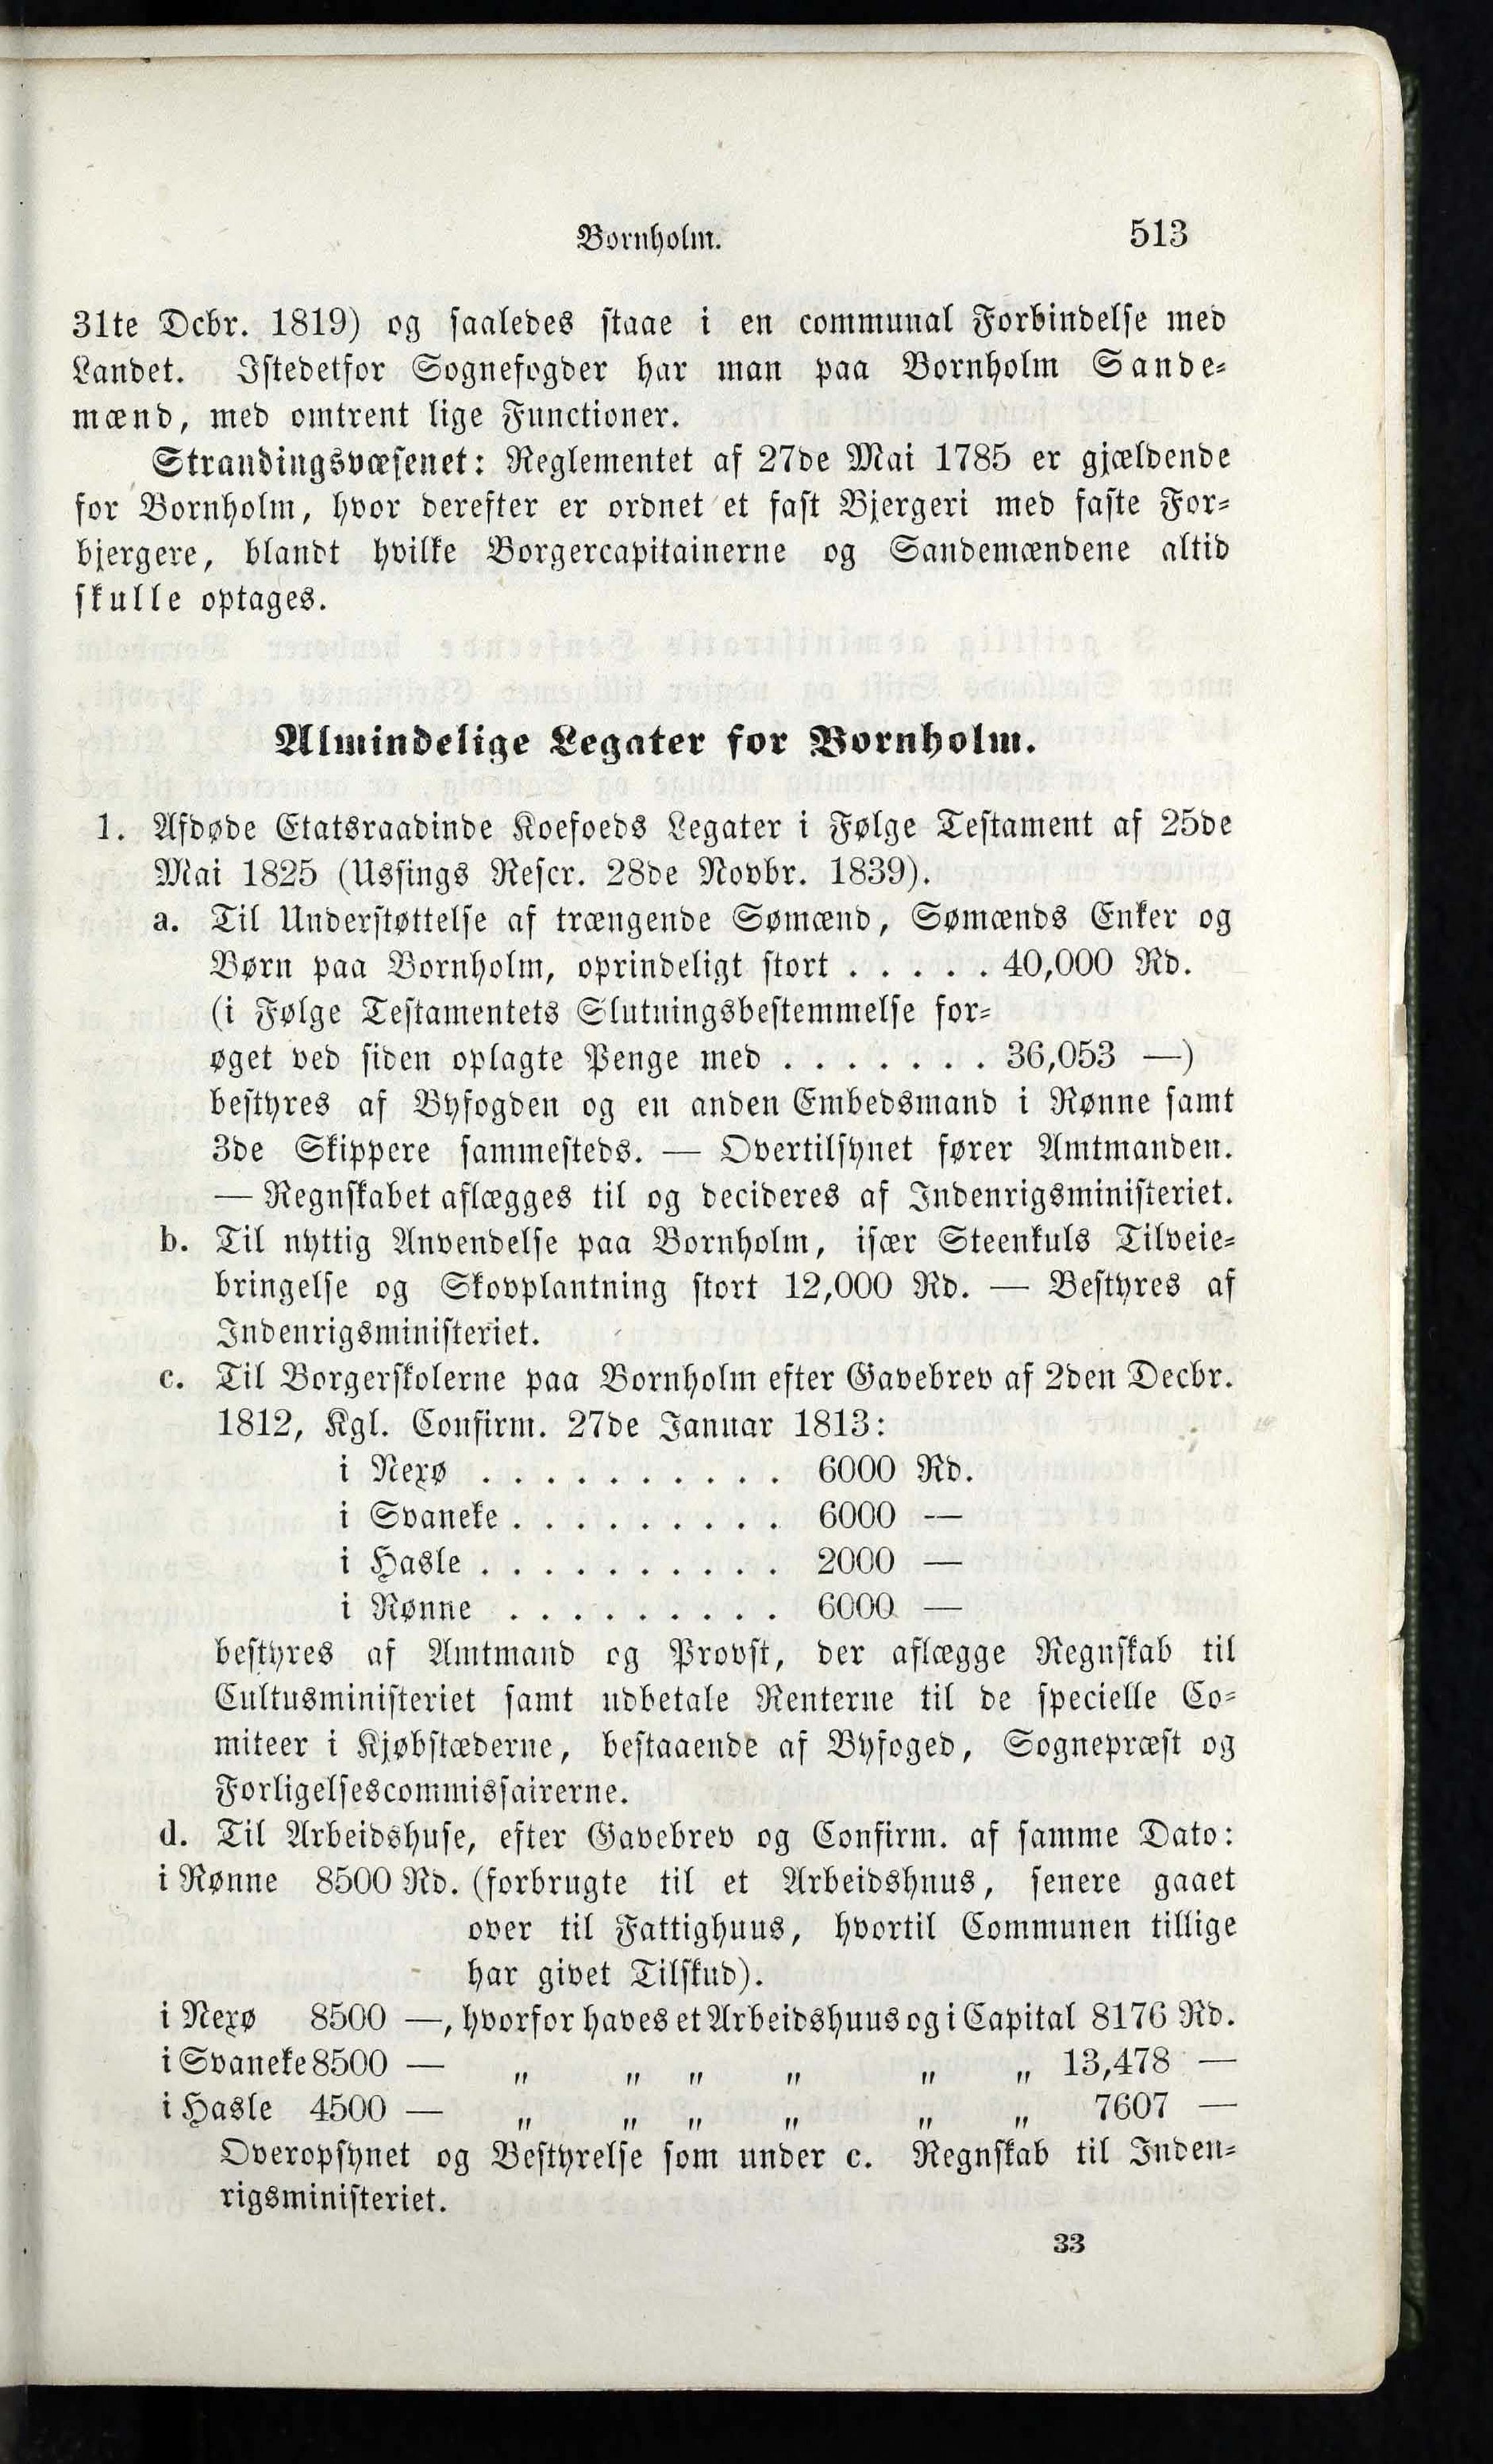 Bornholm. 513
31te Dcbr. 1819) og saaledes staae i en communal Forbindelse med
Landet. Istedetfor Sognefogder har man paa Bornholm Sande-
mænd, med omtrent lige Functioner.
Strandingsvæsenet: Reglementet af 27de Mai 1785 er gjældende
for Bornholm, hvor derefter er ordnet et fast Bjergeri med faste For-
bjergere, blandt hvilke Borgercapitainerne og Sandemændene altid
skulle optages.
Almindelige Legater for Bornholm.
1. Afdøde Etatsraadinde Koefoeds Legater i Følge Testament af 25de
Mai 1825 (Ussings Rescr. 28de Novbr. 1839).
a. Til Understøttelse af trængende Sømænd, Sømænds Enker og
Børn paa Bornholm, oprindeligt stort . . . . . 40,000 Rd.
(i Følge Testamentets Slutningsbestemmelse for-
øget ved siden oplagte Penge med . . . . . . . 36,053 —)
bestyres af Byfogden og en anden Embedsmand i Rønne samt
3de Skippere sammesteds. — Overtilsynet fører Amtmanden.
— Regnskabet aflægges til og decideres af Indenrigsministeriet.
b. Til nyttig Anvendelse paa Bornholm, især Steenkuls Tilveie-
bringelse og Skovplantning stort 12,000 Rd. — Bestyres af
Indenrigsministeriet.
c. Til Borgerskolerne paa Bornholm efter Gavebrev af 2den Decbr.
1812, Kgl. Confirm. 27de Januar 1813:
i Nexø . . . . . . . . . . 6000 Rd.
i Svaneke . . . . . . . . . 6000 —
i Hasle . . . . . . . . . . 2000 —
i Rønne . . . . . . . . . 6000 —
bestyres af Amtmand og Provst, der aflægge Regnskab til
Cultusministeriet samt udbetale Renterne til de specielle Co-
miteer i Kjøbstæderne, bestaaende af Byfoged, Sognepræst og
Forligelsescommissairerne.
d. Til Arbeidshuse, efter Gavebrev og Confirm. af samme Dato:
i Rønne 8500 Rd. (forbrugte til et Arbeidshuus, senere gaaet
over til Fattighuus, hvortil Communen tillige
har givet Tilskud).
i Nexø 8500 —, hvorfor haves et Arbeidshuus og i Capital 8176 Rd.
i Svaneke 8500 — „ „ „ „ „ „ 13,478 —
i Hasle 4500 — „ „ „ „ „ „ 7607 —
Overopsynet og Bestyrelse som under c. Regnskab til Inden-
rigsministeriet.
33